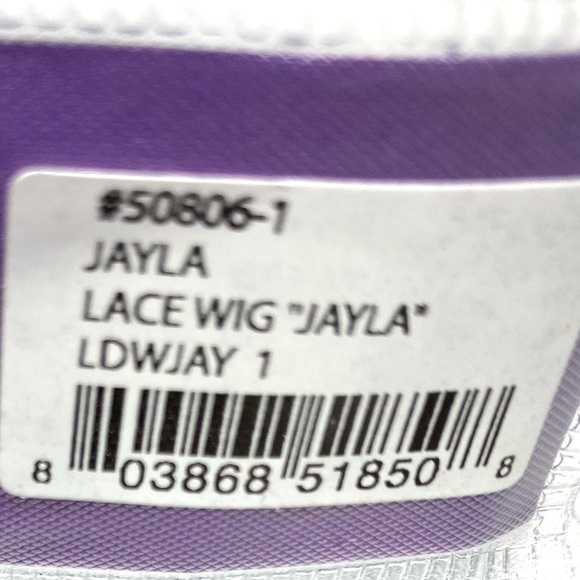 #50806-1
JAYLA
LACE WIG "JAYLA"
LDWJAY 1
8 03868 51850 8